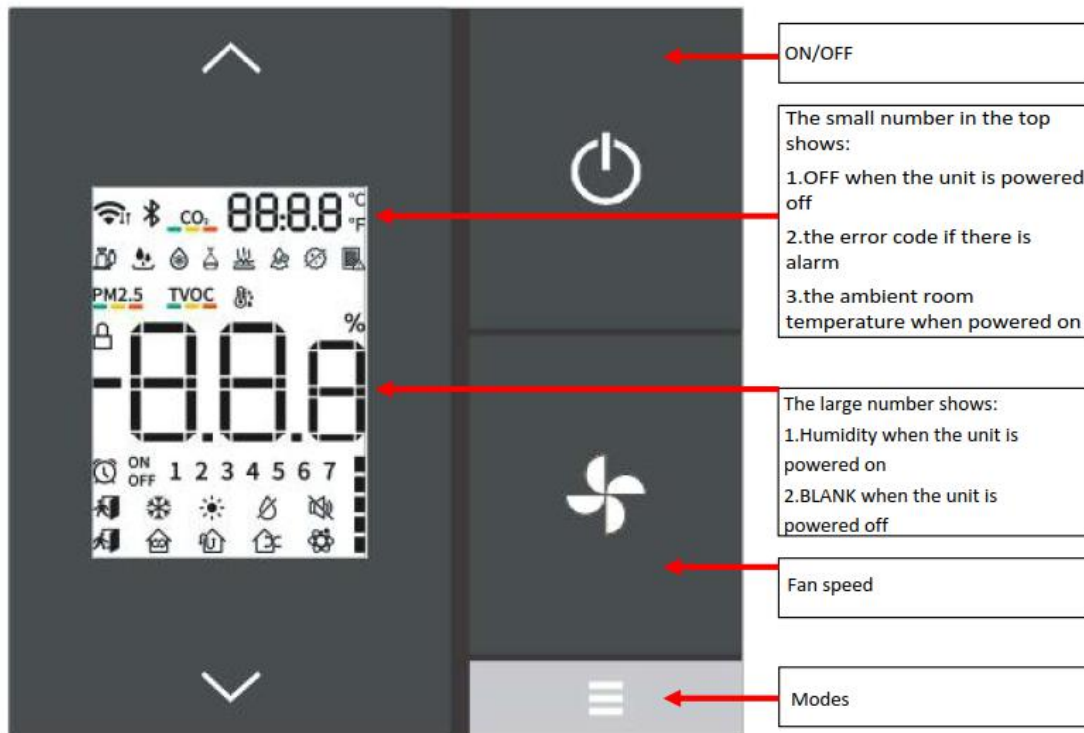 ON/OFF
The small number in the top
shows:
1.OFF when the unit is powered
off
2.the error code if there is
alarm
3.the ambient room
temperature when powered on
CO₂ 88:8.8 °C
°F
PM2.5 TVOC
%
-88.8
The large number shows:
1.Humidity when the unit is
powered on
2.BLANK when the unit is
powered off
ON
OFF 1 2 3 4 5 6 7
Fan speed
Modes